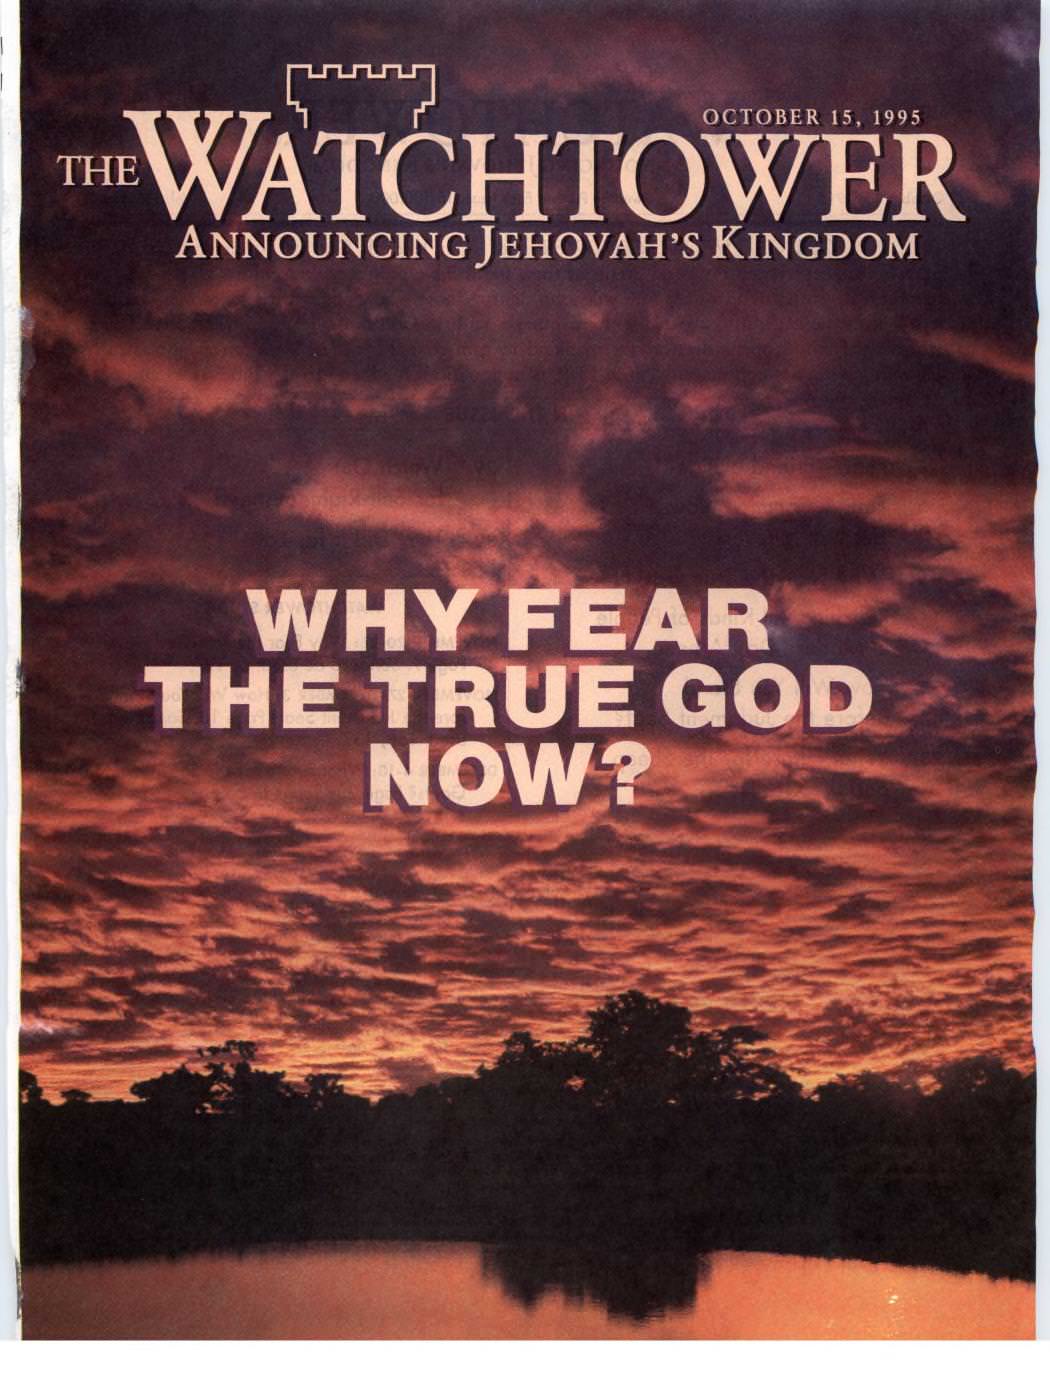 OCTOBER 15, 1995
THE WATCHTOWER
ANNOUNCING JEHOVAH'S KINGDOM
WHY FEAR
THE TRUE GOD
NOW?